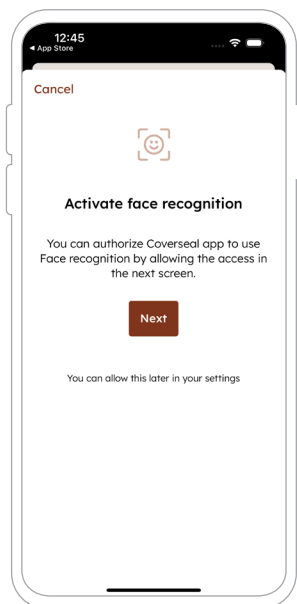 12:45
◀ App Store
Cancel
Activate face recognition
You can authorize Coverseal app to use
Face recognition by allowing the access in
the next screen.
Next
You can allow this later in your settings